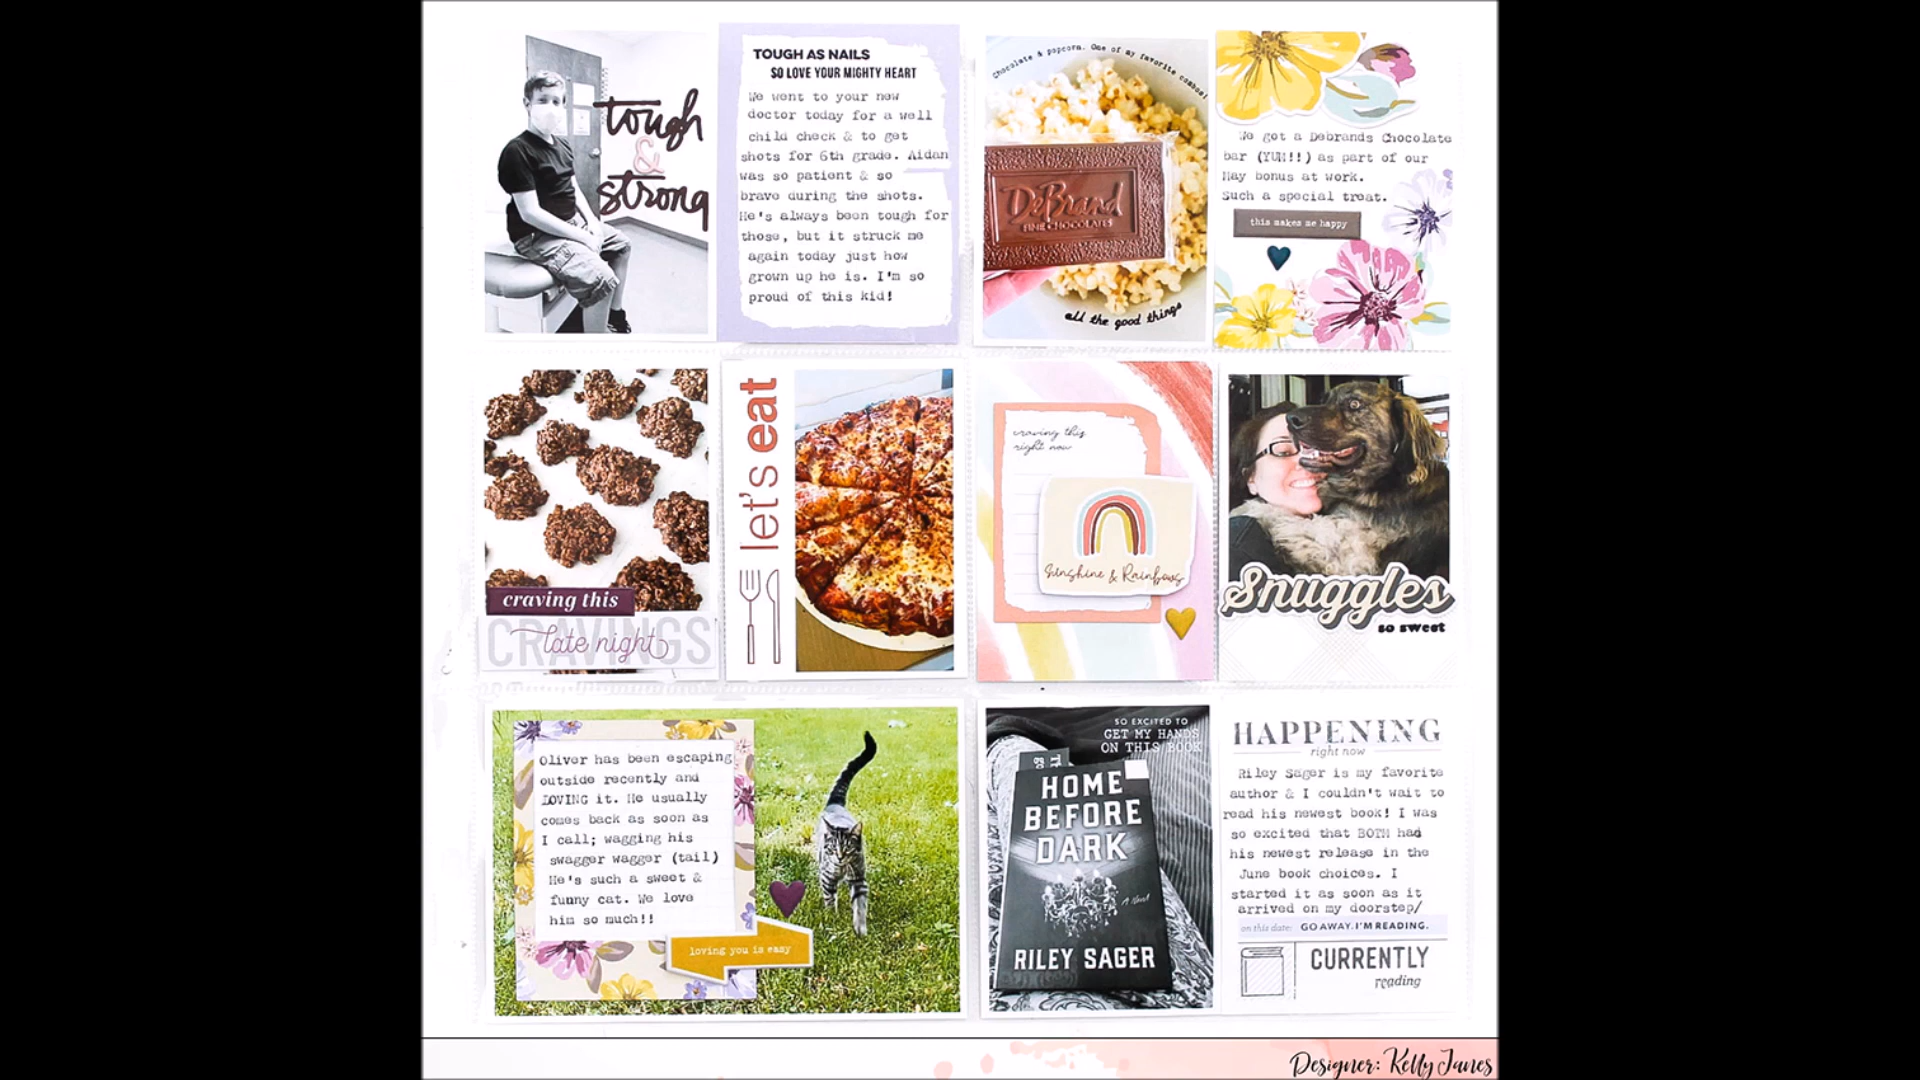 tough
&
strong
TOUGH AS NAILS
SO LOVE YOUR MIGHTY HEART
We went to your new
doctor today for a well
child check & to get
shots for 6th grade. Aidan
was so patient & so
brave during the shots.
He's always been tough for
those, but it struck me
again today just how
grown up he is. I'm so
proud of this kid!
Chocolate & popcorn. One of my favorite combos!
DeBrand
FINE CHOCOLATES
all the good things
We got a Debrands Chocolate
bar (YUM!!) as part of our
May bonus at work.
Such a special treat.
this makes me happy
craving this
CRAVINGS
late night
let's eat
craving this
right now
Sunshine & Rainbows
Snuggles
so sweet
Oliver has been escaping
outside recently and
LOVING it. He usually
comes back as soon as
I call; wagging his
swagger wagger (tail)
He's such a sweet &
funny cat. We love
him so much!!
loving you is easy
SO EXCITED TO
GET MY HANDS
ON THIS BOOK
HOME
BEFORE
DARK
A Novel
RILEY SAGER
HAPPENING
right now
Riley Sager is my favorite
author & I couldn't wait to
read his newest book! I was
so excited that BOTM had
his newest release in the
June book choices. I
started it as soon as it
arrived on my doorstep/
on this date: GO AWAY. I'M READING.
CURRENTLY
reading
Designer: Kelly Janes